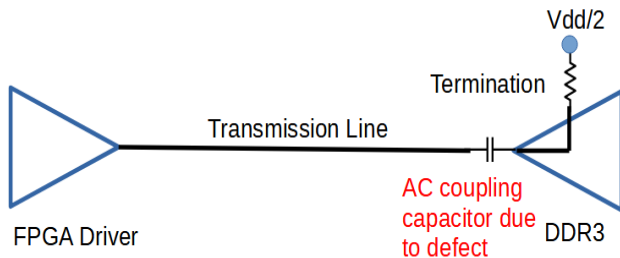 Vdd/2
Termination
Transmission Line
AC coupling
capacitor due
to defect
FPGA Driver
DDR3